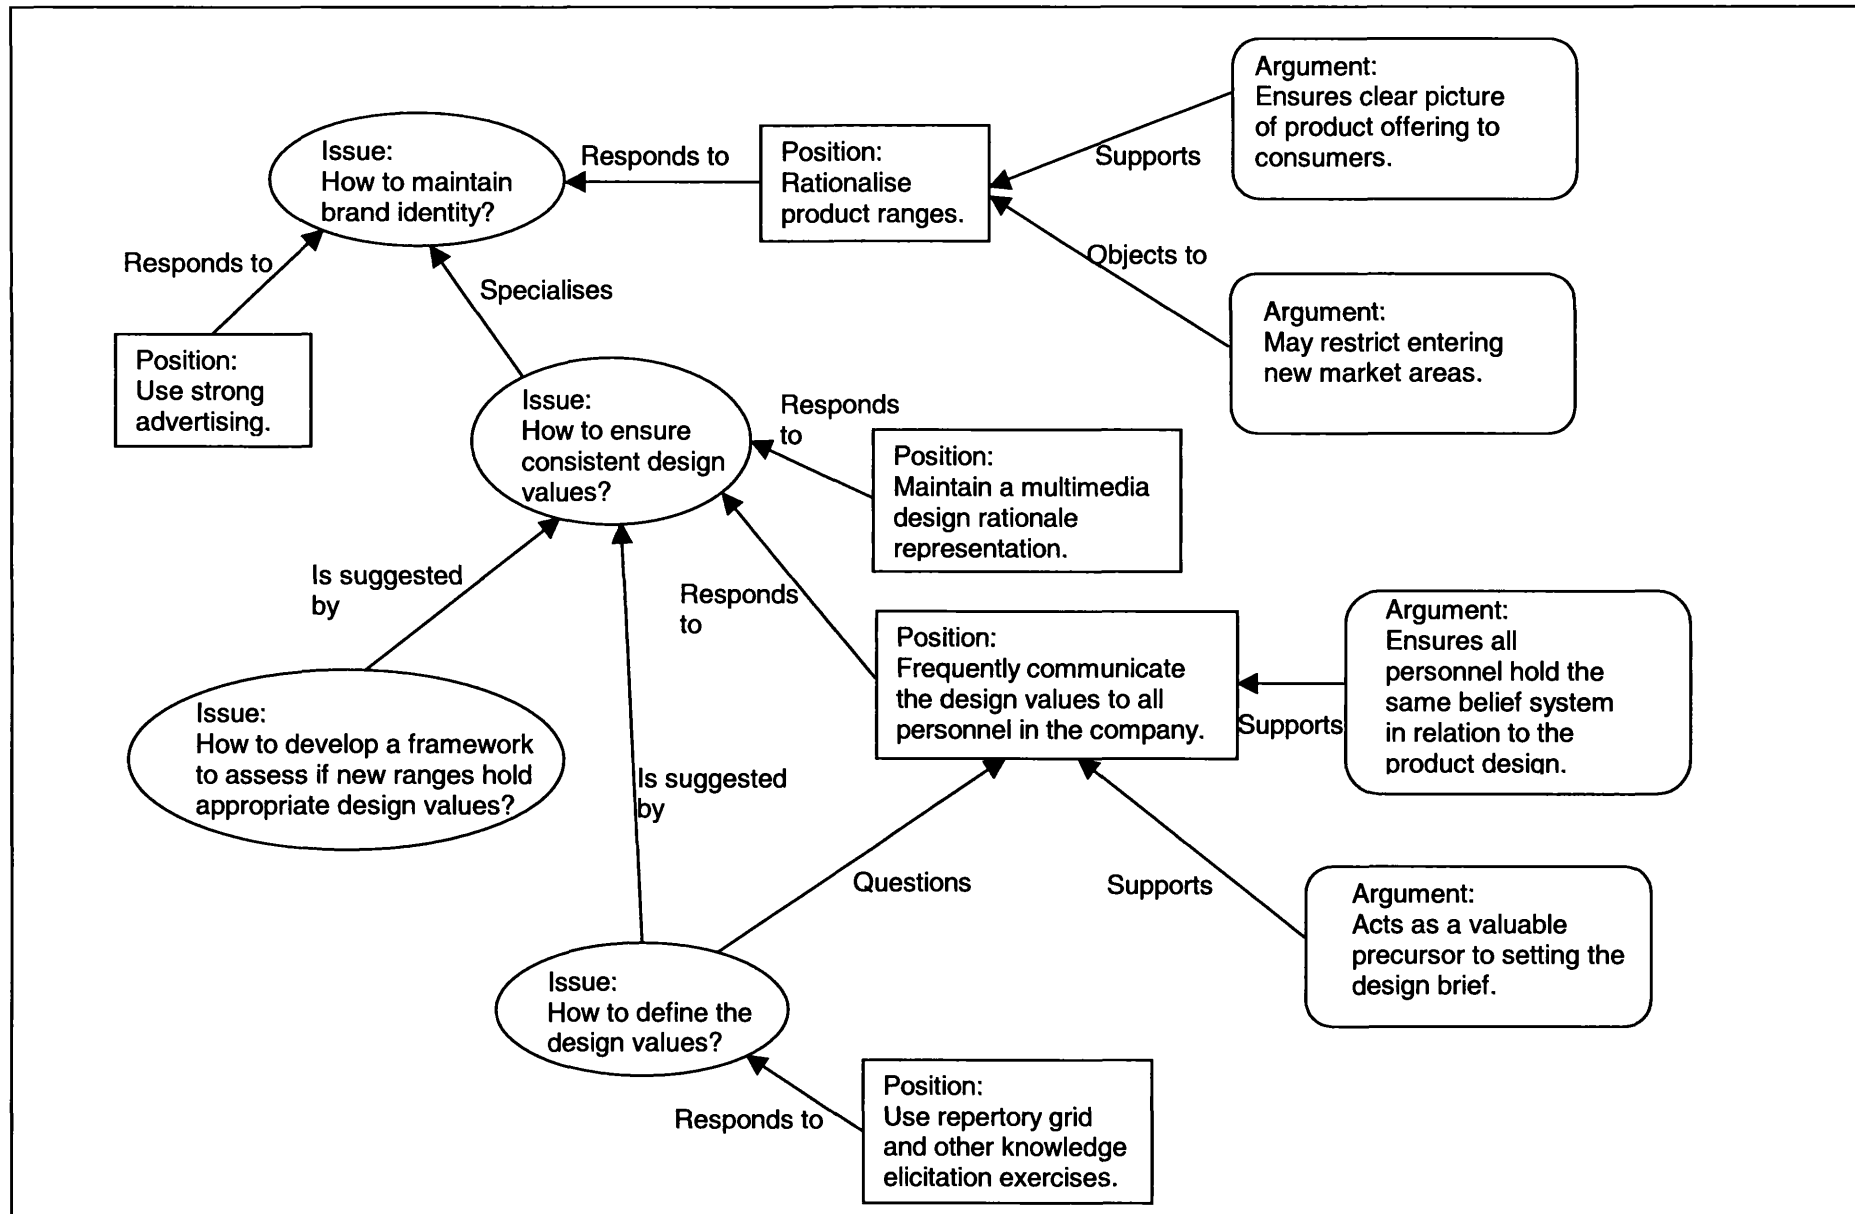 Argument:
Ensures clear picture
of product offering to
consumers.
Issue:
How to maintain
brand identity?
Responds to
Position:
Rationalise
product ranges.
Supports
Responds to
Specialises
Objects to
Argument:
May restrict entering
new market areas.
Position:
Use strong
advertising.
Issue:
How to ensure
consistent design
values?
Responds
to
Position:
Maintain a multimedia
design rationale
representation.
Is suggested
by
Responds
to
Position:
Frequently communicate
the design values to all
personnel in the company.
Supports
Argument:
Ensures all
personnel hold the
same belief system
in relation to the
product design.
Issue:
How to develop a framework
to assess if new ranges hold
appropriate design values?
Is suggested
by
Questions
Supports
Argument:
Acts as a valuable
precursor to setting the
design brief.
Issue:
How to define the
design values?
Responds to
Position:
Use repertory grid
and other knowledge
elicitation exercises.